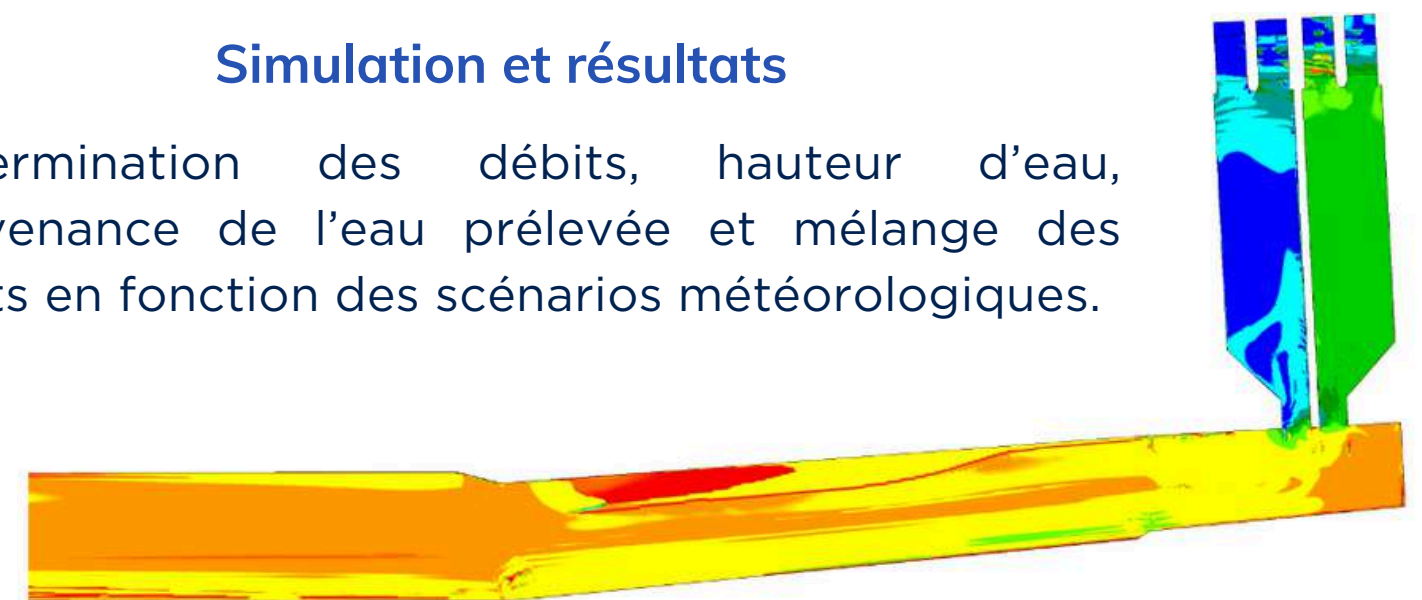 Simulation et résultats
ermination des débits, hauteur d'eau,
venance de l'eau prélevée et mélange des
ts en fonction des scénarios météorologiques.